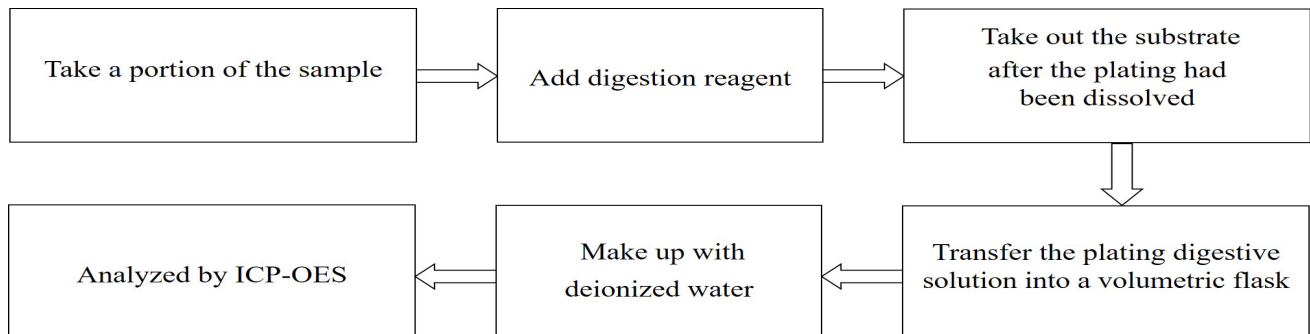 Take a portion of the sample
Add digestion reagent
Take out the substrate
after the plating had
been dissolved
Transfer the plating digestive
solution into a volumetric flask
Make up with
deionized water
Analyzed by ICP-OES